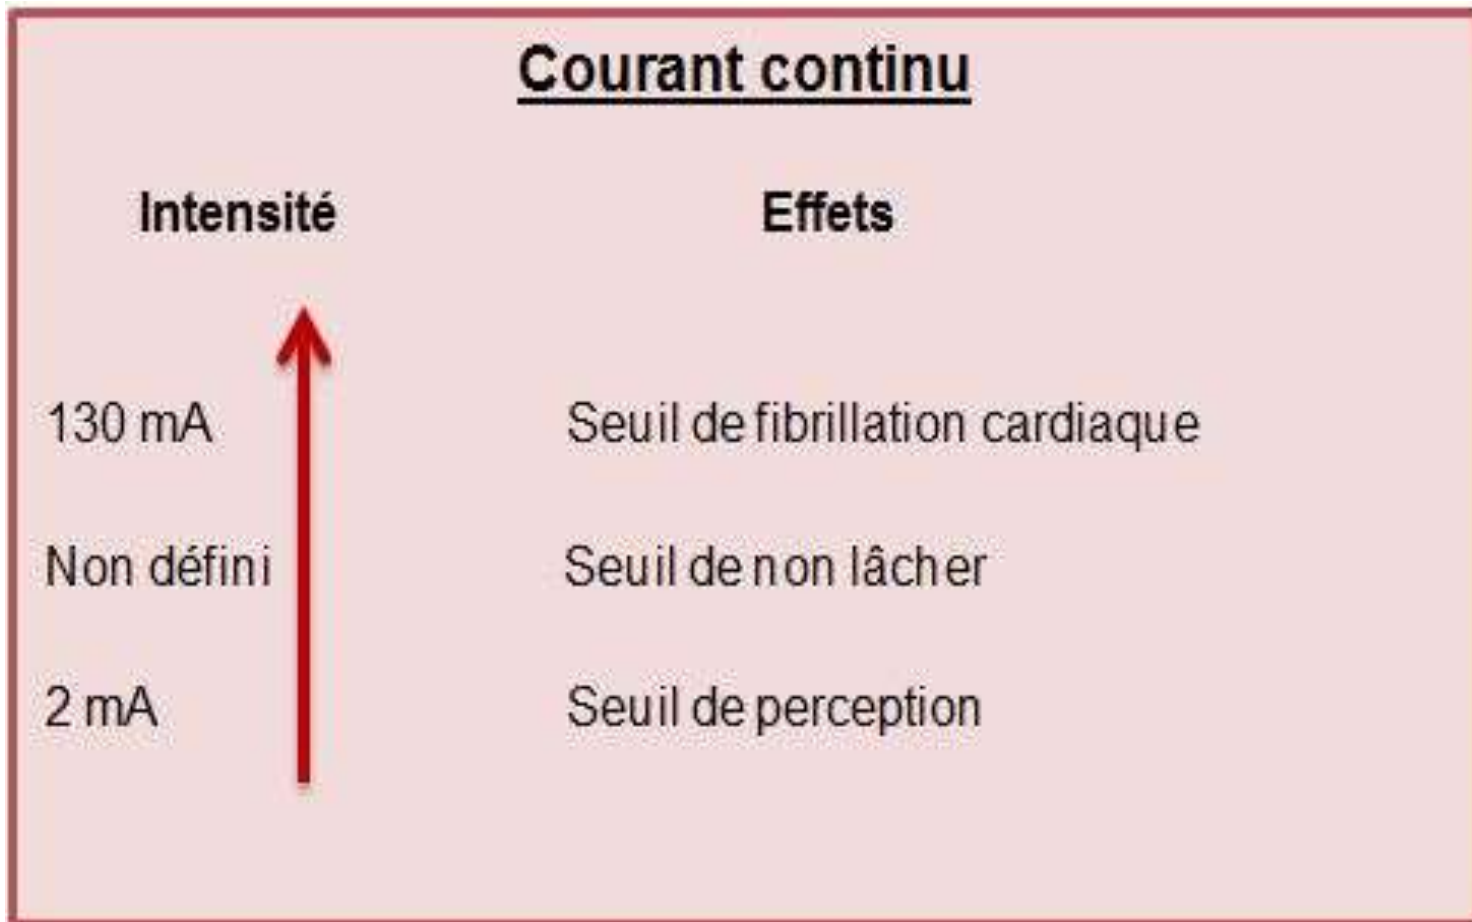 Courant continu
Intensité Effets
130 mA Seuil de fibrillation cardiaque
Non défini Seuil de non lâcher
2 mA Seuil de perception